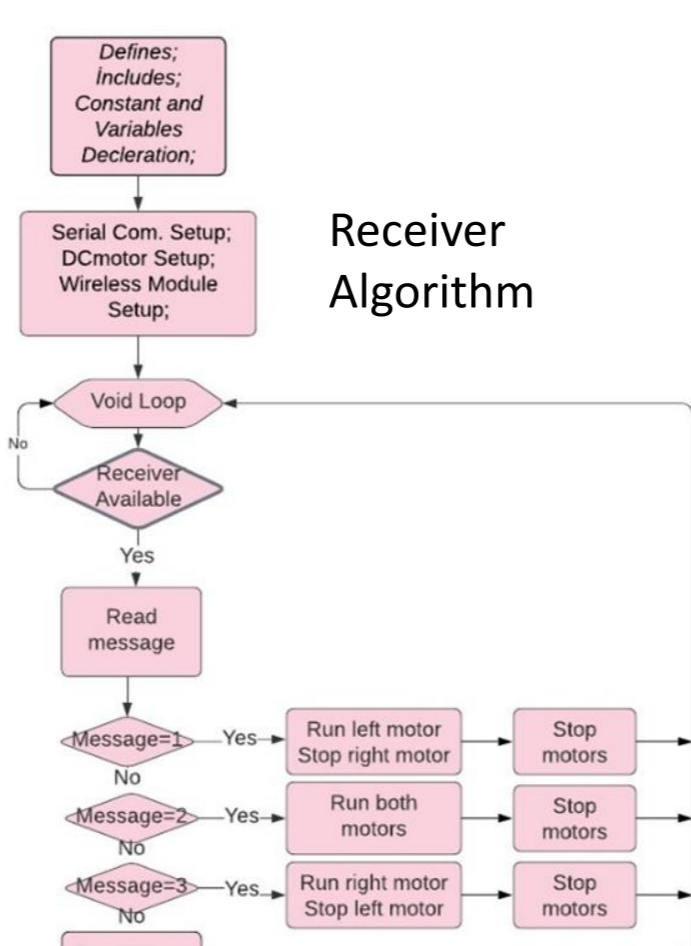 Defines;
İncludes;
Constant and
Variables
Decleration;
Serial Com. Setup;
DCmotor Setup;
Wireless Module
Setup;
Receiver
Algorithm
Void Loop
No
Receiver
Available
Yes
Read
message
Message=1
Yes
Run left motor
Stop right motor
Stop
motors
No
Message=2
Yes
Run both
motors
Stop
motors
No
Message=3
Yes
Run right motor
Stop left motor
Stop
motors
No